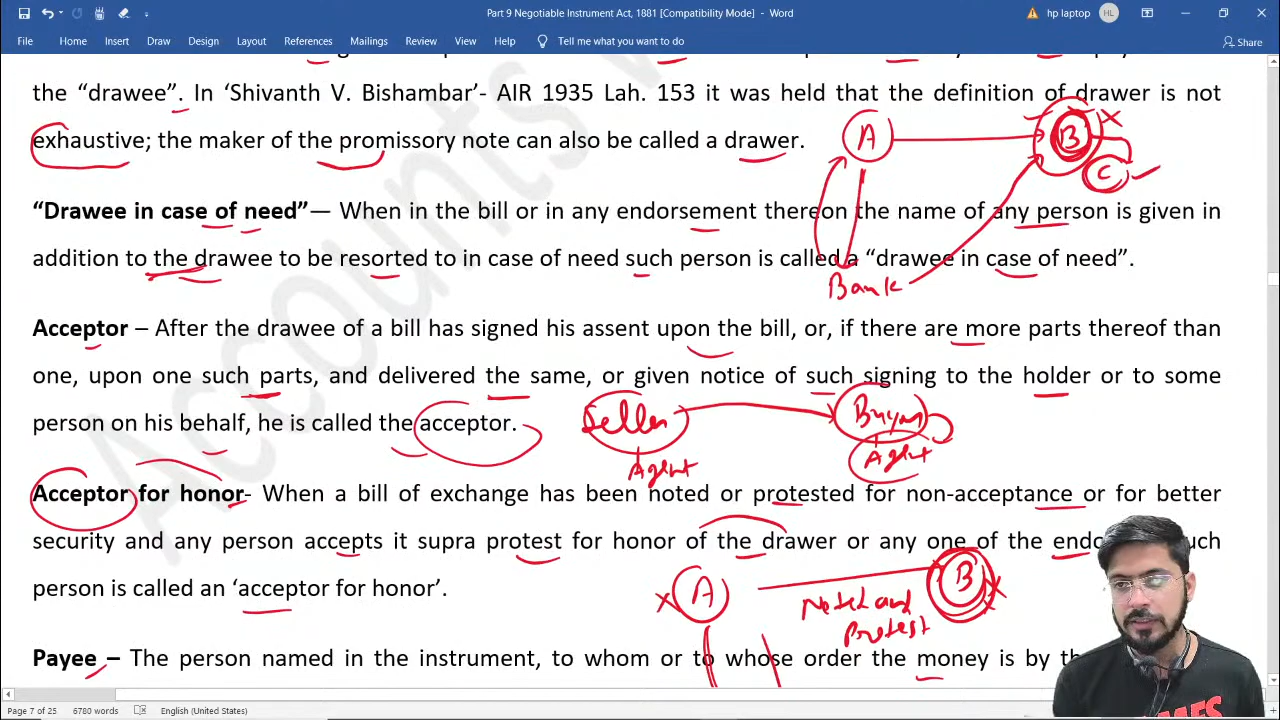 Part 9 Negotiable Instrument Act, 1881 [Compatibility Mode] - Word
hp laptop
HL
File Home Insert Draw Design Layout References Mailings Review View Help Tell me what you want to do Share
the “drawee”. In ‘Shivanth V. Bishambar’- AIR 1935 Lah. 153 it was held that the definition of drawer is not
exhaustive; the maker of the promissory note can also be called a drawer.
A B
C
“Drawee in case of need”— When in the bill or in any endorsement thereon the name of any person is given in
addition to the drawee to be resorted to in case of need such person is called a “drawee in case of need”.
Bank
Acceptor – After the drawee of a bill has signed his assent upon the bill, or, if there are more parts thereof than
one, upon one such parts, and delivered the same, or given notice of such signing to the holder or to some
person on his behalf, he is called the acceptor.
Seller Buyer
Agent Agent
Acceptor for honor- When a bill of exchange has been noted or protested for non-acceptance or for better
security and any person accepts it supra protest for honor of the drawer or any one of the
person is called an ‘acceptor for honor’.
A B
Noted and
Protest
Payee – The person named in the instrument, to whom or to whose order the money is by
Accounts
Page 7 of 25 6780 words English (United States)